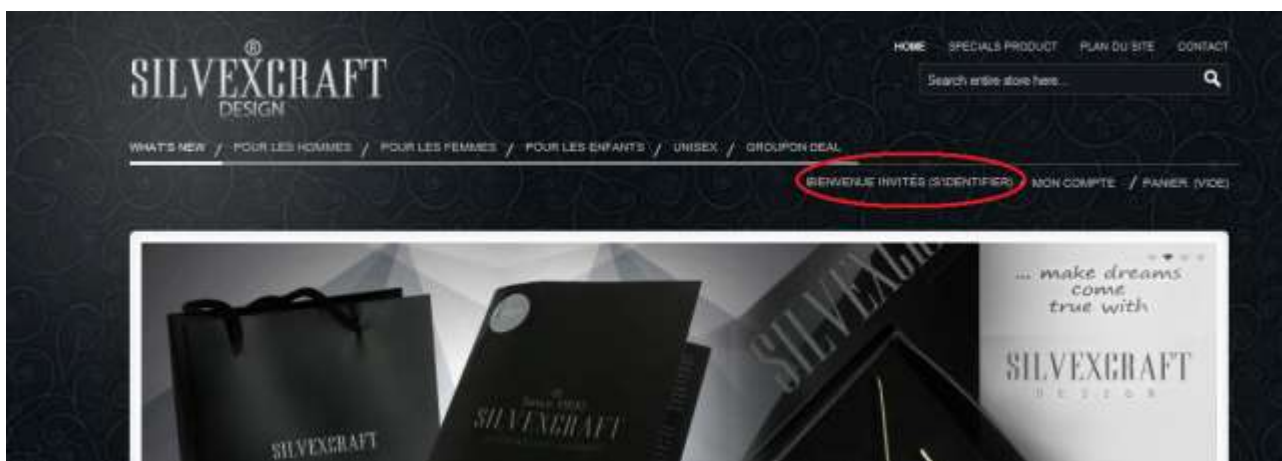 ®
SILVEXCRAFT
DESIGN
HOME SPECIALS PRODUCT PLAN DU SITE CONTACT
Search entire store here...
WHAT'S NEW / POUR LES HOMMES / POUR LES FEMMES / POUR LES ENFANTS / UNISEX / GROUPON DEAL
BIENVENUE INVITÉS (S'IDENTIFIER) MON COMPTE / PANIER: (VIDE)
... make dreams
come
true with
SILVEXCRAFT
DESIGN
SILVEXCRAFT
®
Since 1990
SILVEXCRAFT
SILVEXCRAFT